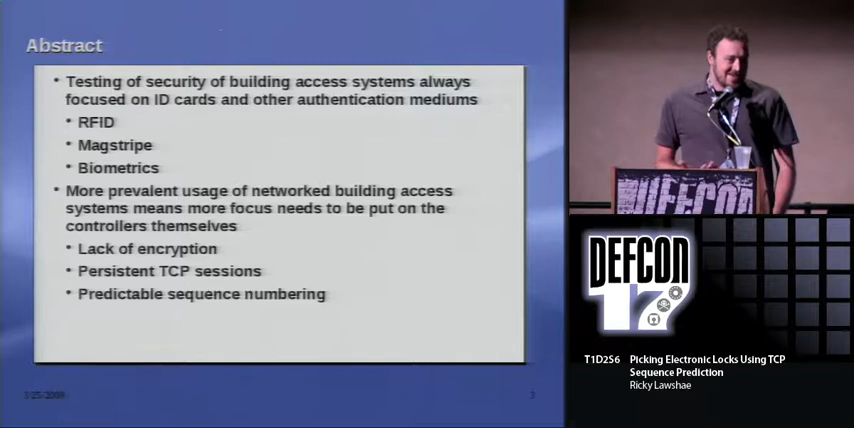 Abstract
• Testing of security of building access systems always
focused on ID cards and other authentication mediums
• RFID
• Magstripe
• Biometrics
• More prevalent usage of networked building access
systems means more focus needs to be put on the
controllers themselves
• Lack of encryption
• Persistent TCP sessions
• Predictable sequence numbering
3
DEFCON
DEFCON
17
T1D2S6 Picking Electronic Locks Using TCP
Sequence Prediction
Ricky Lawshae